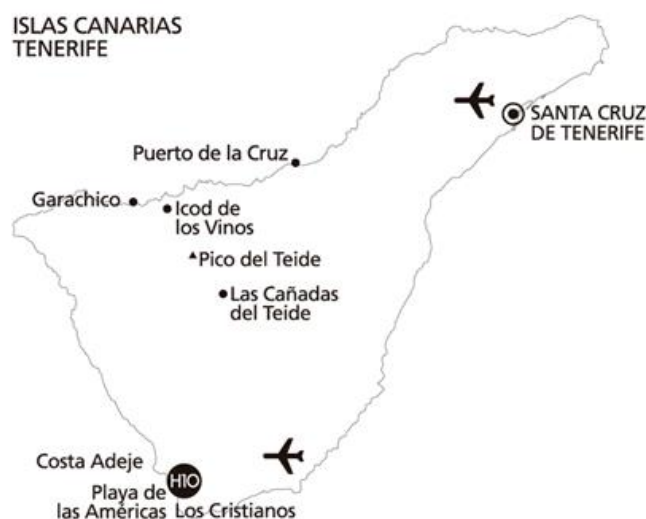 ISLAS CANARIAS
TENERIFE
SANTA CRUZ
DE TENERIFE
Puerto de la Cruz
Garachico
Icod de
los Vinos
Pico del Teide
Las Cañadas
del Teide
Costa Adeje
H10
Playa de
las Américas
Los Cristianos